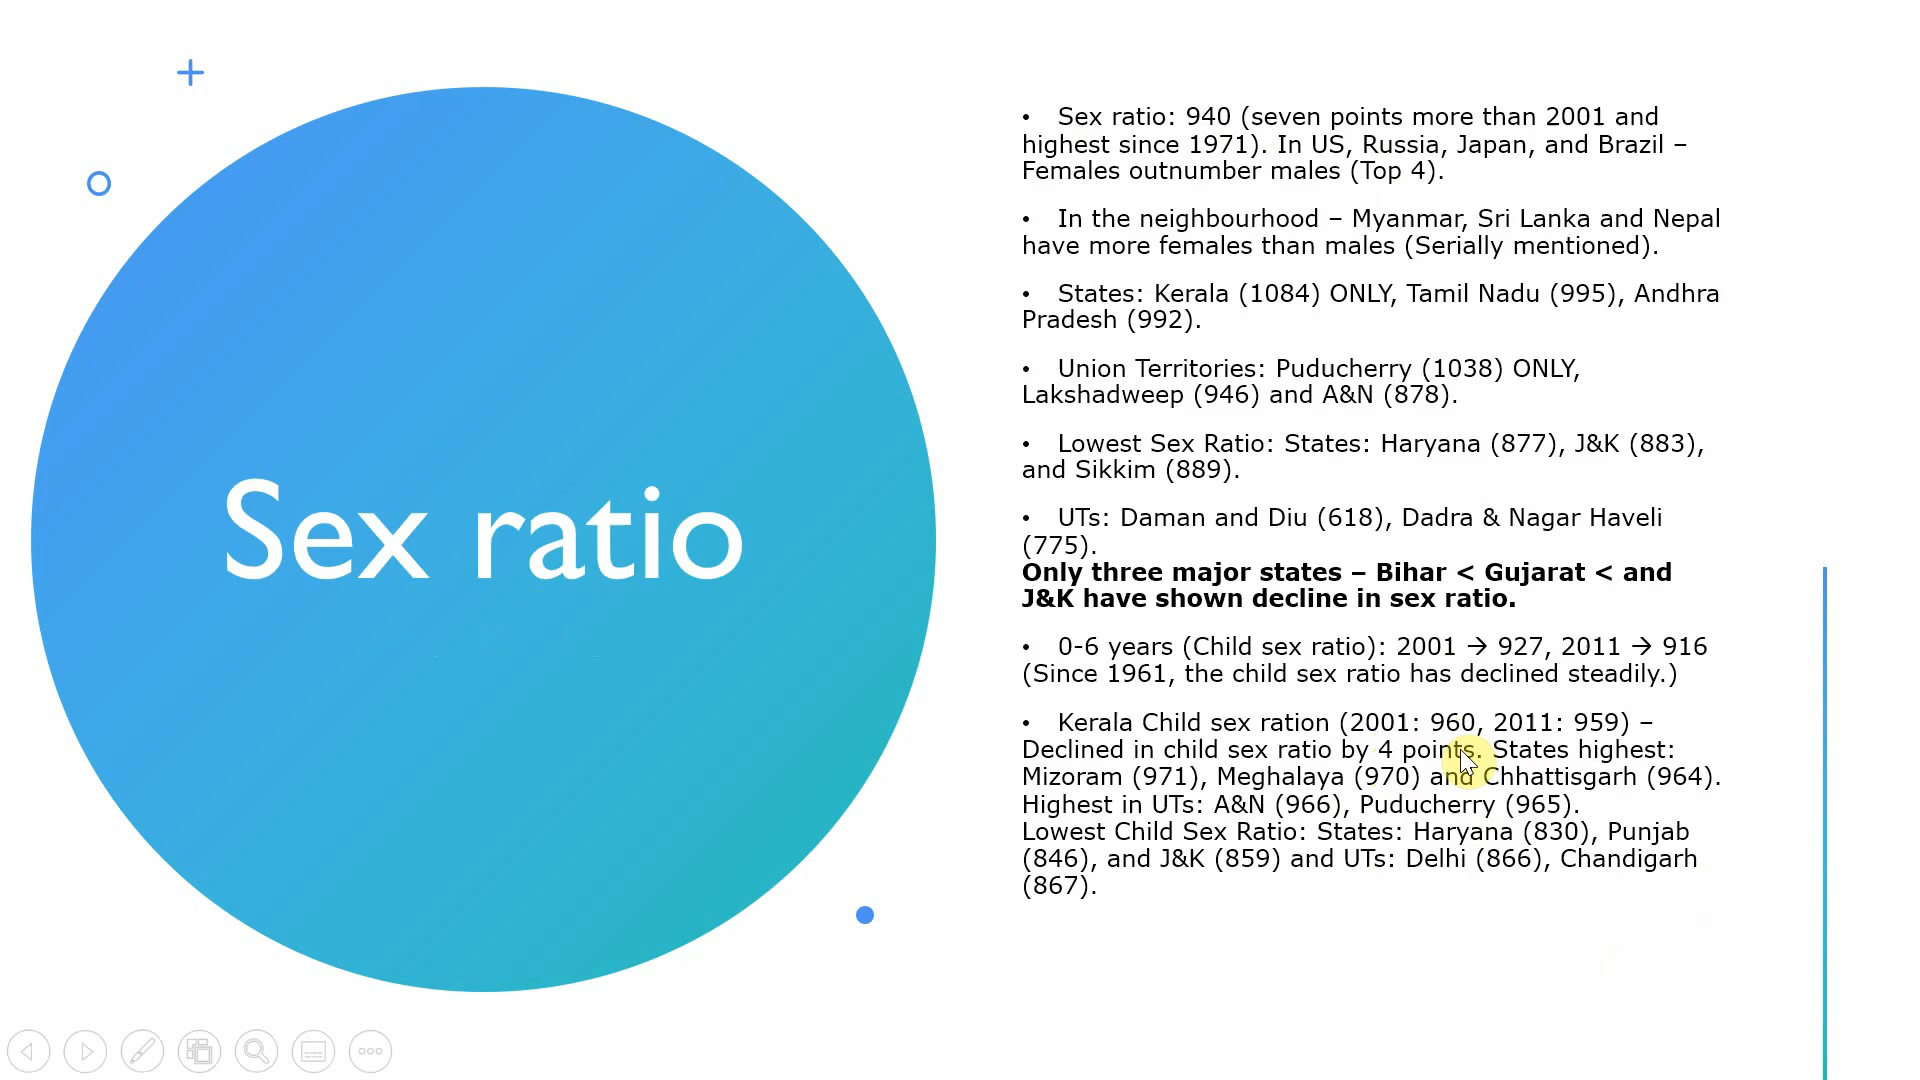 Sex ratio
• Sex ratio: 940 (seven points more than 2001 and
highest since 1971). In US, Russia, Japan, and Brazil –
Females outnumber males (Top 4).
• In the neighbourhood – Myanmar, Sri Lanka and Nepal
have more females than males (Serially mentioned).
• States: Kerala (1084) ONLY, Tamil Nadu (995), Andhra
Pradesh (992).
• Union Territories: Puducherry (1038) ONLY,
Lakshadweep (946) and A&N (878).
• Lowest Sex Ratio: States: Haryana (877), J&K (883),
and Sikkim (889).
• UTs: Daman and Diu (618), Dadra & Nagar Haveli
(775).
Only three major states – Bihar < Gujarat < and
J&K have shown decline in sex ratio.
• 0-6 years (Child sex ratio): 2001 → 927, 2011 → 916
(Since 1961, the child sex ratio has declined steadily.)
• Kerala Child sex ration (2001: 960, 2011: 959) –
Declined in child sex ratio by 4 points. States highest:
Mizoram (971), Meghalaya (970) and Chhattisgarh (964).
Highest in UTs: A&N (966), Puducherry (965).
Lowest Child Sex Ratio: States: Haryana (830), Punjab
(846), and J&K (859) and UTs: Delhi (866), Chandigarh
(867).